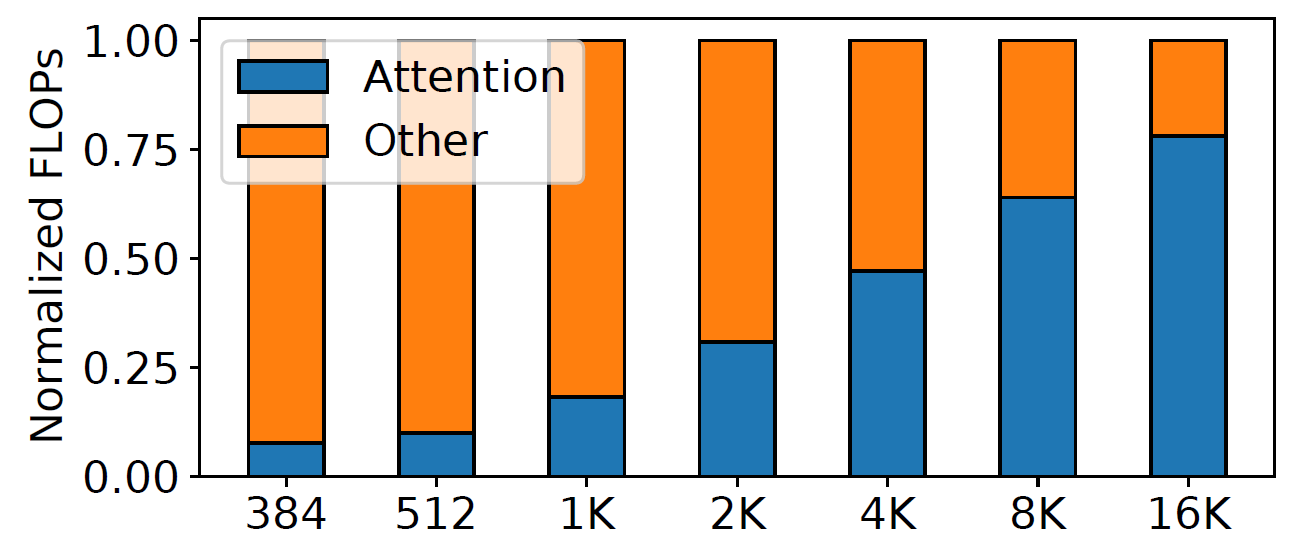 Normalized FLOPs
1.00
0.75
0.50
0.25
0.00
Attention
Other
384 512 1K 2K 4K 8K 16K